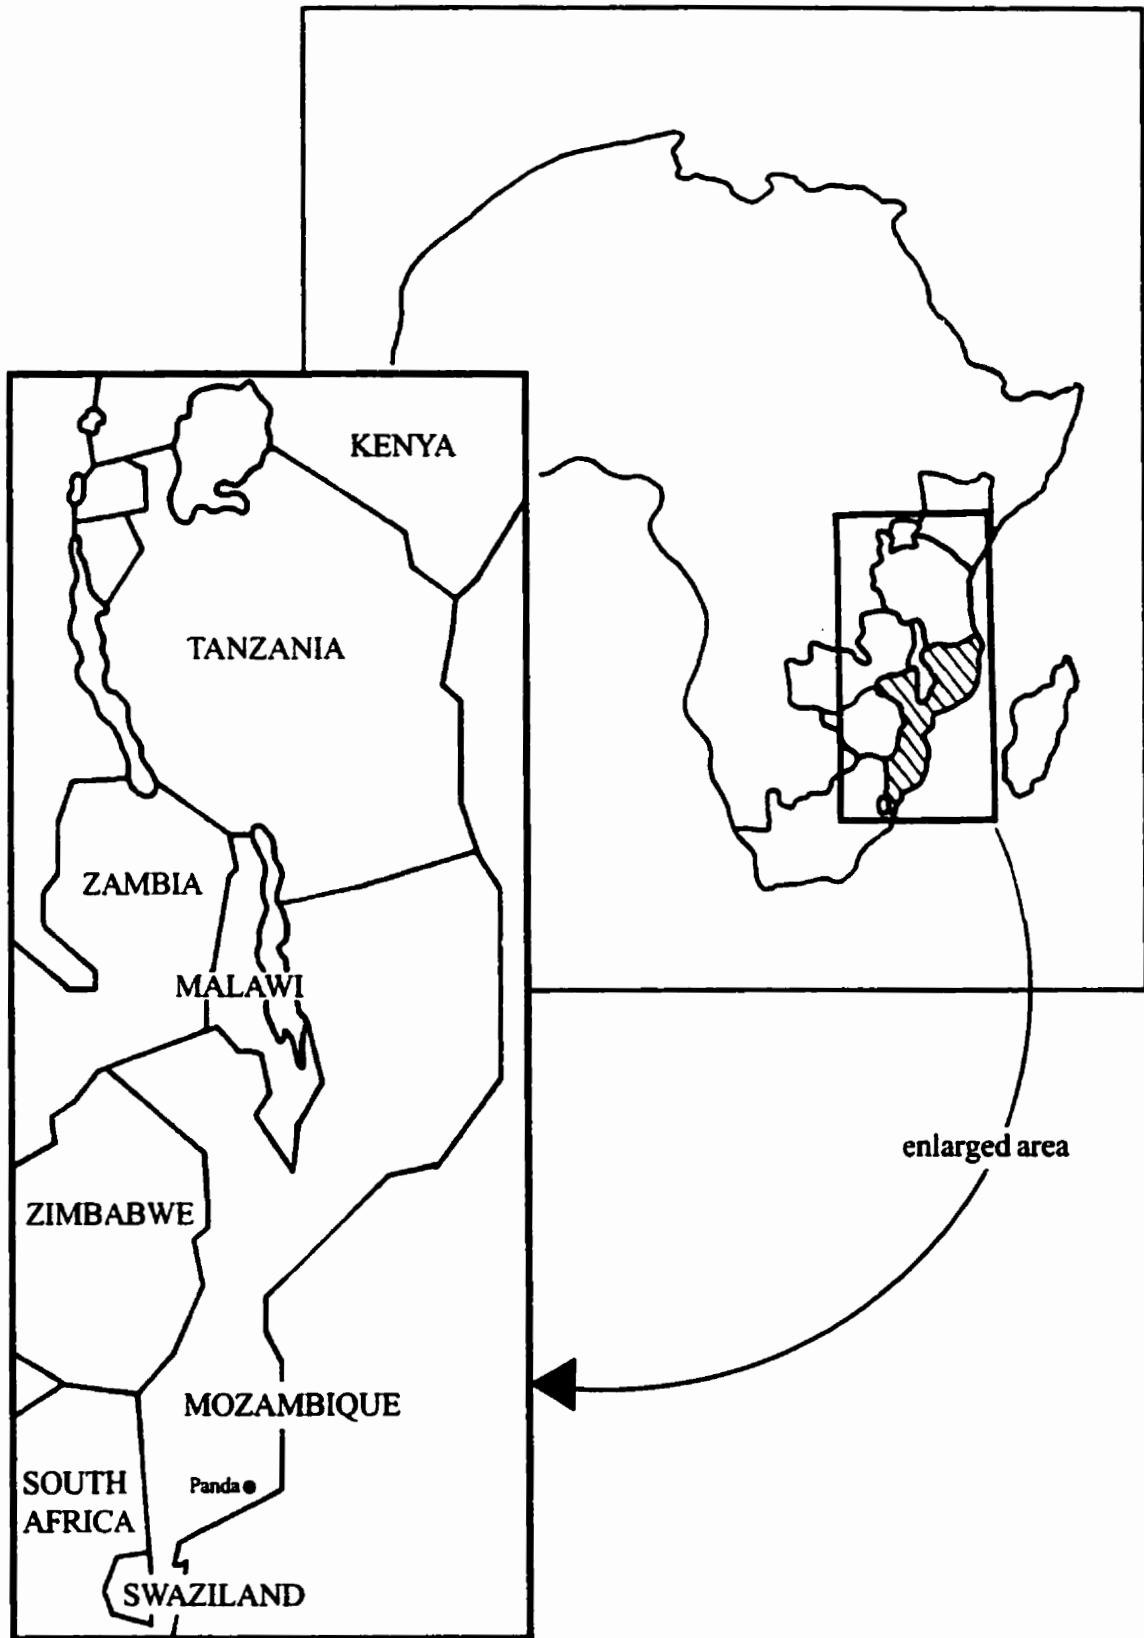 KENYA
TANZANIA
ZAMBIA
MALAWI
enlarged area
ZIMBABWE
MOZAMBIQUE
Panda
SOUTH
AFRICA
SWAZILAND